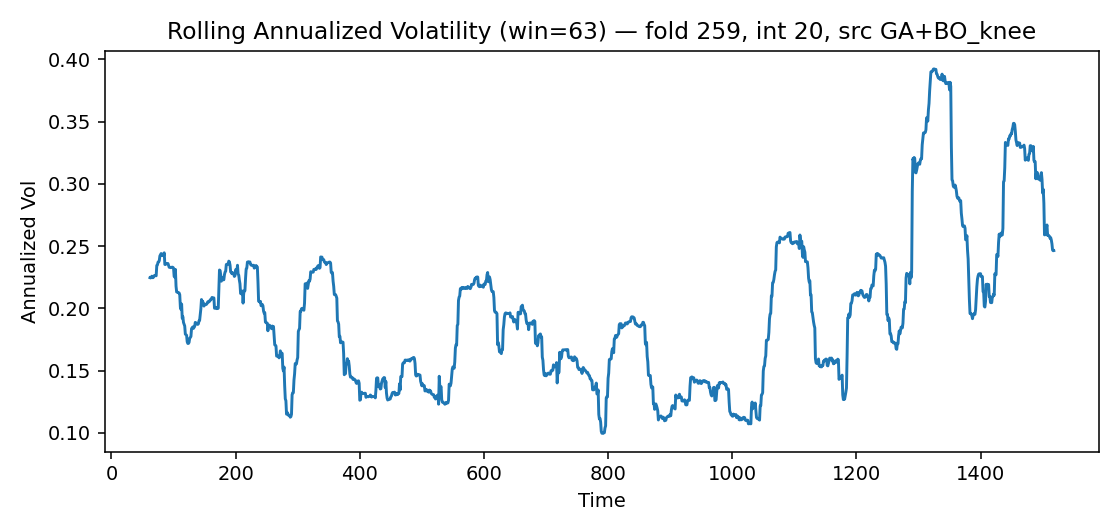 Rolling Annualized Volatility (win=63) — fold 259, int 20, src GA+BO_knee
Annualized Vol
0.40
0.35
0.30
0.25
0.20
0.15
0.10
0 200 400 600 800 1000 1200 1400
Time